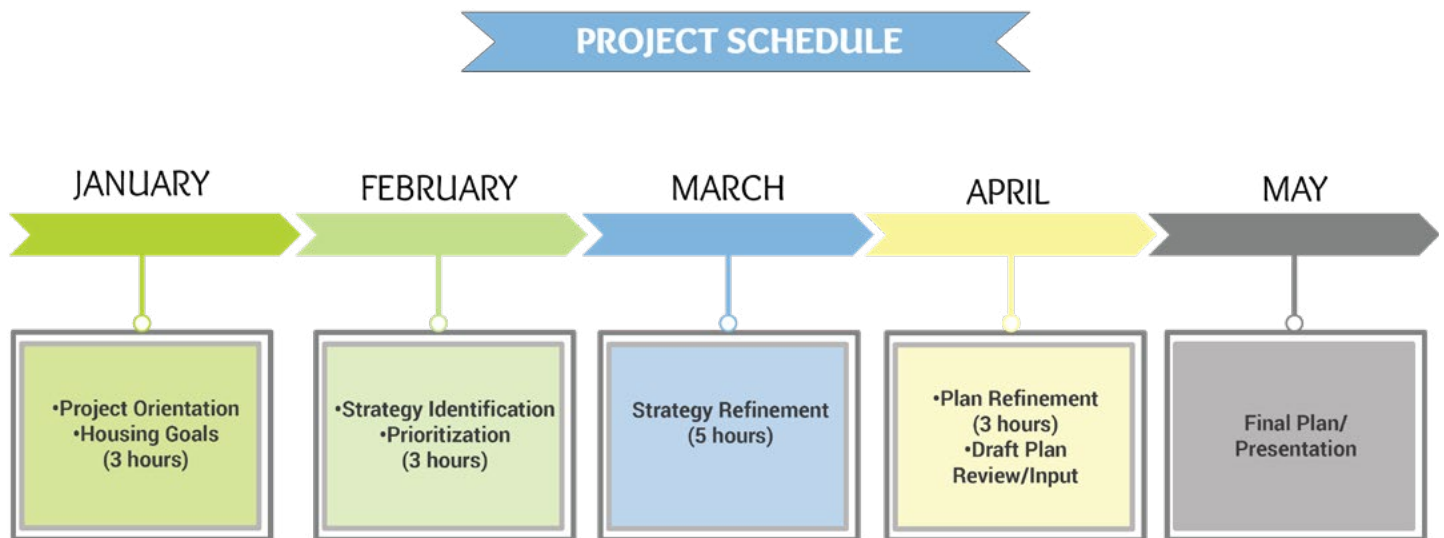 PROJECT SCHEDULE
JANUARY
FEBRUARY
MARCH
APRIL
MAY
•Project Orientation
•Housing Goals
(3 hours)
•Strategy Identification
•Prioritization
(3 hours)
Strategy Refinement
(5 hours)
•Plan Refinement
(3 hours)
•Draft Plan
Review/Input
Final Plan/
Presentation